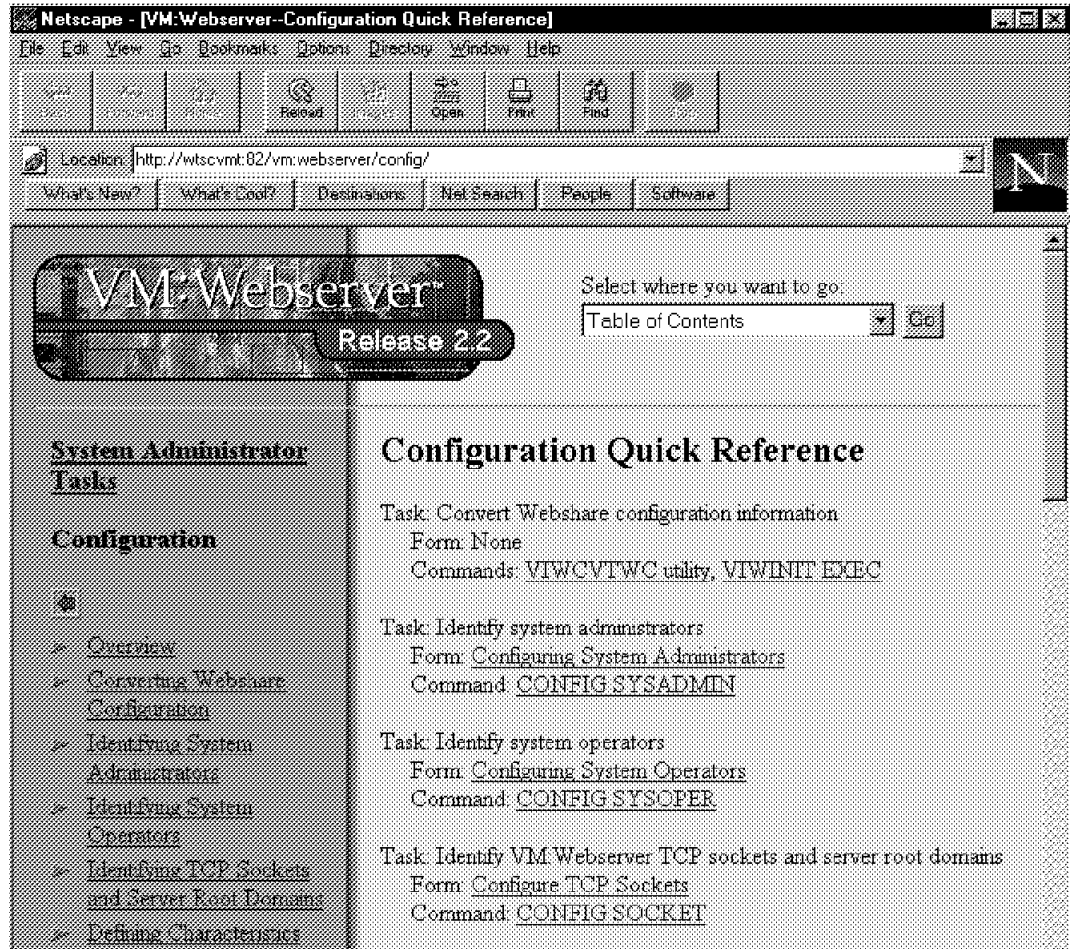 Netscape - [VM:Webserver--Configuration Quick Reference]
File Edit View Go Bookmarks Options Directory Window Help
Reload Open Print Find
Location: http://wtscvmt:82/vm:webserver/config/
What's New? What's Cool? Destinations Net Search People Software
VM:Webserver
Release 2.2
Select where you want to go:
Table of Contents Go
System Administrator
Tasks
Configuration
Overview
Converting Webshare
Configuration
Identifying System
Administrators
Identifying System
Operators
Identifying TCP Sockets
and Server Root Domains
Defining Characteristics
Configuration Quick Reference
Task: Convert Webshare configuration information
Form: None
Commands: VIWCVTWC utility, VIWINIT EXEC
Task: Identify system administrators
Form: Configuring System Administrators
Command: CONFIG SYSADMIN
Task: Identify system operators
Form: Configuring System Operators
Command: CONFIG SYSOPER
Task: Identify VM:Webserver TCP sockets and server root domains
Form: Configure TCP Sockets
Command: CONFIG SOCKET